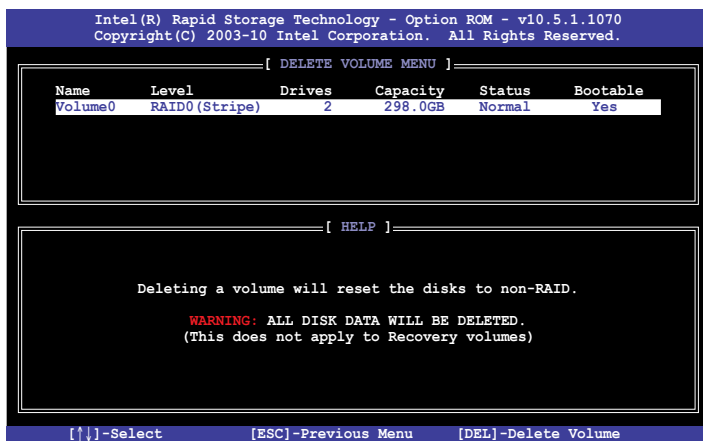 Intel(R) Rapid Storage Technology - Option ROM - v10.5.1.1070
Copyright(C) 2003-10 Intel Corporation. All Rights Reserved.
[ DELETE VOLUME MENU ]
Name Level Drives Capacity Status Bootable
Volume0 RAID0(Stripe) 2 298.0GB Normal Yes
[ HELP ]
Deleting a volume will reset the disks to non-RAID.
WARNING: ALL DISK DATA WILL BE DELETED.
(This does not apply to Recovery volumes)
[↑↓]-Select [ESC]-Previous Menu [DEL]-Delete Volume